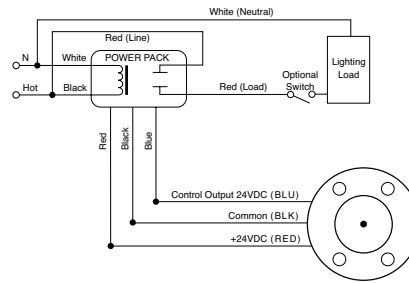 White (Neutral)
Red (Line)
N
White
POWER PACK
Hot
Black
Red (Load)
Optional
Switch
Lighting
Load
Red
Black
Blue
Control Output 24VDC (BLU)
Common (BLK)
+24VDC (RED)